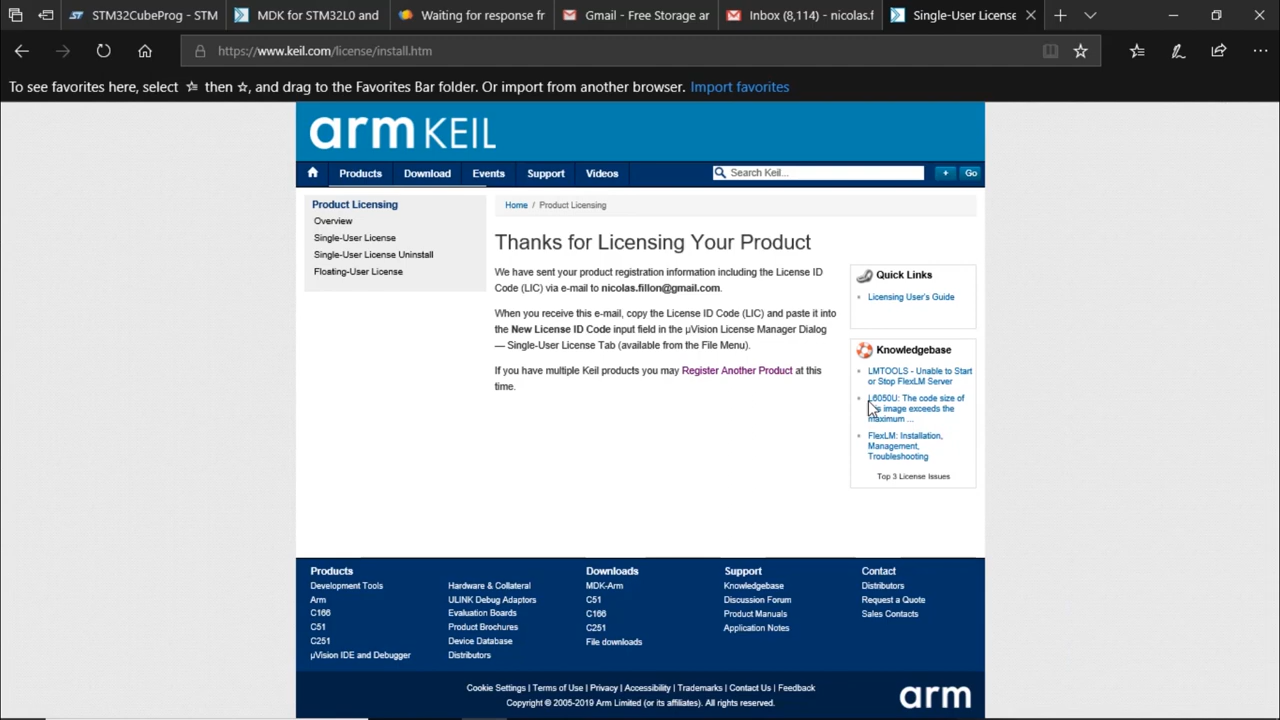 STM32CubeProg - STM
MDK for STM32L0 and
Waiting for response fr
Gmail - Free Storage ar
Inbox (8,114) - nicolas.f
Single-User License
https://www.keil.com/license/install.htm
To see favorites here, select then , and drag to the Favorites Bar folder. Or import from another browser. Import favorites
arm KEIL
Products Download Events Support Videos
Search Keil...
+ Go
Product Licensing
Overview
Single-User License
Single-User License Uninstall
Floating-User License
Home / Product Licensing
Thanks for Licensing Your Product
We have sent your product registration information including the License ID
Code (LIC) via e-mail to nicolas.fillon@gmail.com.
When you receive this e-mail, copy the License ID Code (LIC) and paste it into
the New License ID Code input field in the µVision License Manager Dialog
— Single-User License Tab (available from the File Menu).
If you have multiple Keil products you may Register Another Product at this
time.
Quick Links
Licensing User's Guide
Knowledgebase
LMTOOLS - Unable to Start
or Stop FlexLM Server
L6050U: The code size of
image exceeds the
maximum ...
FlexLM: Installation,
Management,
Troubleshooting
Top 3 License Issues
Products
Development Tools
Arm
C166
C51
C251
µVision IDE and Debugger
Hardware & Collateral
ULINK Debug Adaptors
Evaluation Boards
Product Brochures
Device Database
Distributors
Downloads
MDK-Arm
C51
C166
C251
File downloads
Support
Knowledgebase
Discussion Forum
Product Manuals
Application Notes
Contact
Distributors
Request a Quote
Sales Contacts
Cookie Settings | Terms of Use | Privacy | Accessibility | Trademarks | Contact Us | Feedback
Copyright © 2005-2019 Arm Limited (or its affiliates). All rights reserved.
arm